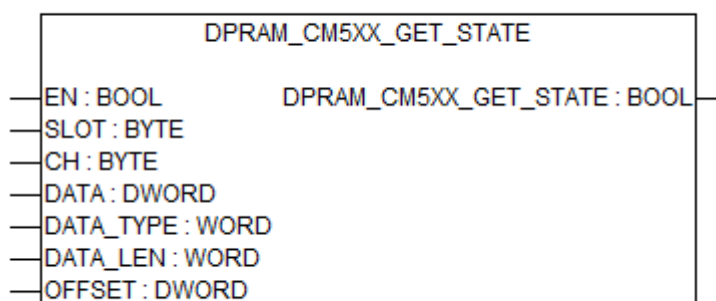 DPRAM_CM5XX_GET_STATE
EN : BOOL DPRAM_CM5XX_GET_STATE : BOOL
SLOT : BYTE
CH : BYTE
DATA : DWORD
DATA_TYPE : WORD
DATA_LEN : WORD
OFFSET : DWORD